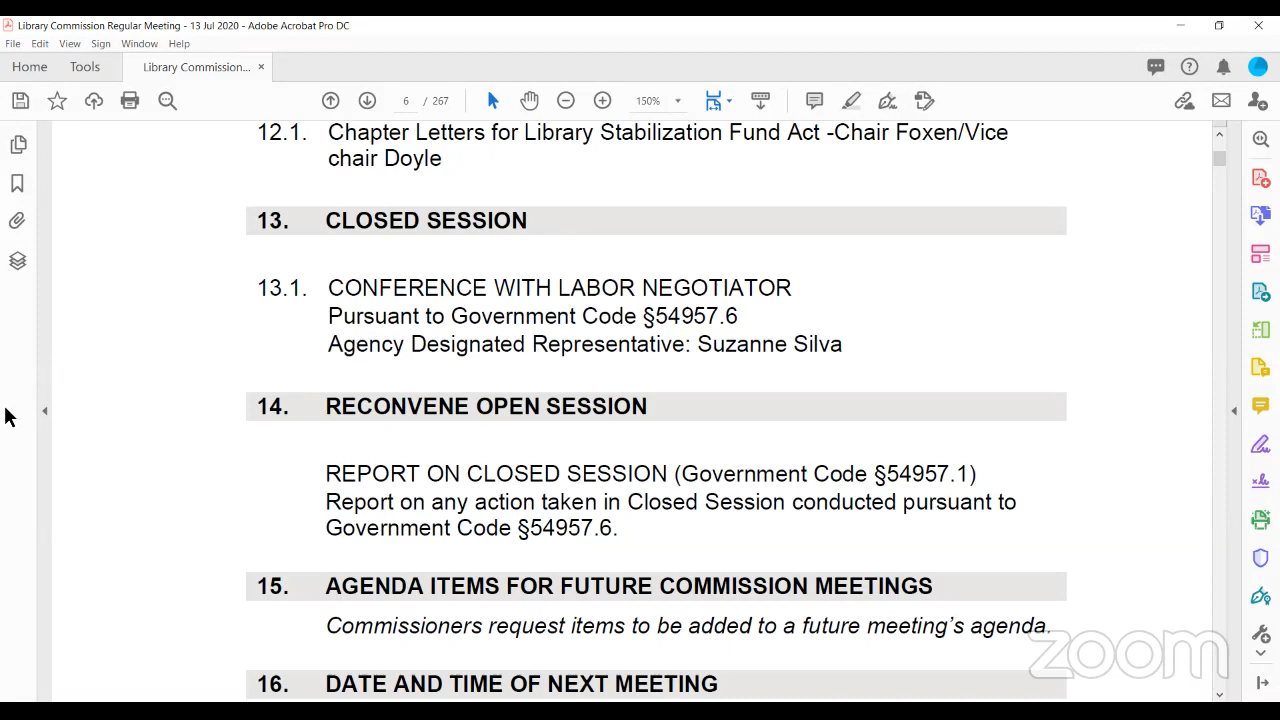 Library Commission Regular Meeting - 13 Jul 2020 - Adobe Acrobat Pro DC
File Edit View Sign Window Help
Home Tools Library Commission... ×
6 / 267 150%
12.1. Chapter Letters for Library Stabilization Fund Act -Chair Foxen/Vice
chair Doyle
13. CLOSED SESSION
13.1. CONFERENCE WITH LABOR NEGOTIATOR
Pursuant to Government Code §54957.6
Agency Designated Representative: Suzanne Silva
14. RECONVENE OPEN SESSION
REPORT ON CLOSED SESSION (Government Code §54957.1)
Report on any action taken in Closed Session conducted pursuant to
Government Code §54957.6.
15. AGENDA ITEMS FOR FUTURE COMMISSION MEETINGS
Commissioners request items to be added to a future meeting's agenda.
zoom
16. DATE AND TIME OF NEXT MEETING